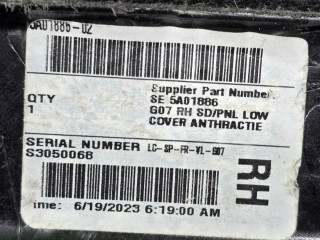 5A01886-02
Supplier Part Number:
SE 5A01886
QTY
G07 RH SD/PNL LOW
1
COVER ANTHRACTIE
SERIAL NUMBER LC-SP-FR-VL-G07
S3050068
RH
ime: 6/19/2023 6:19:00 AM